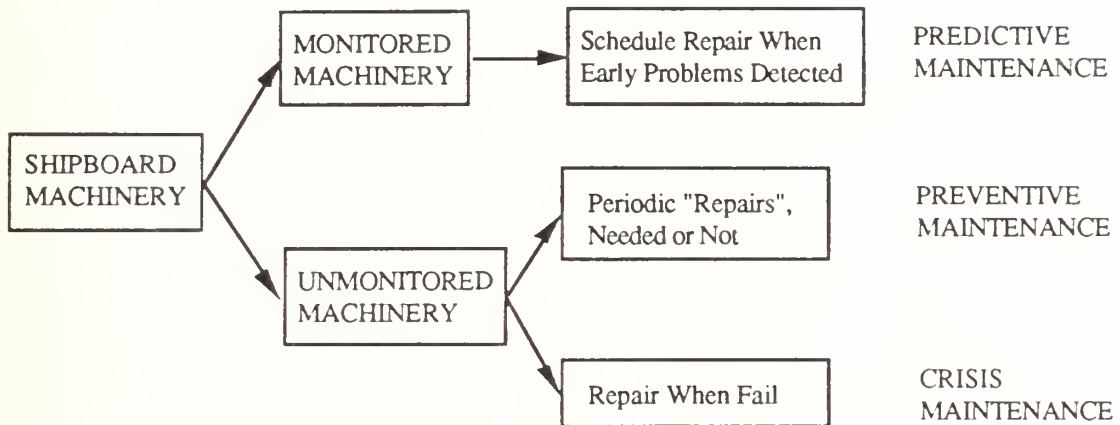 MONITORED
MACHINERY
Schedule Repair When
Early Problems Detected
PREDICTIVE
MAINTENANCE
SHIPBOARD
MACHINERY
Periodic "Repairs",
Needed or Not
PREVENTIVE
MAINTENANCE
UNMONITORED
MACHINERY
Repair When Fail
CRISIS
MAINTENANCE